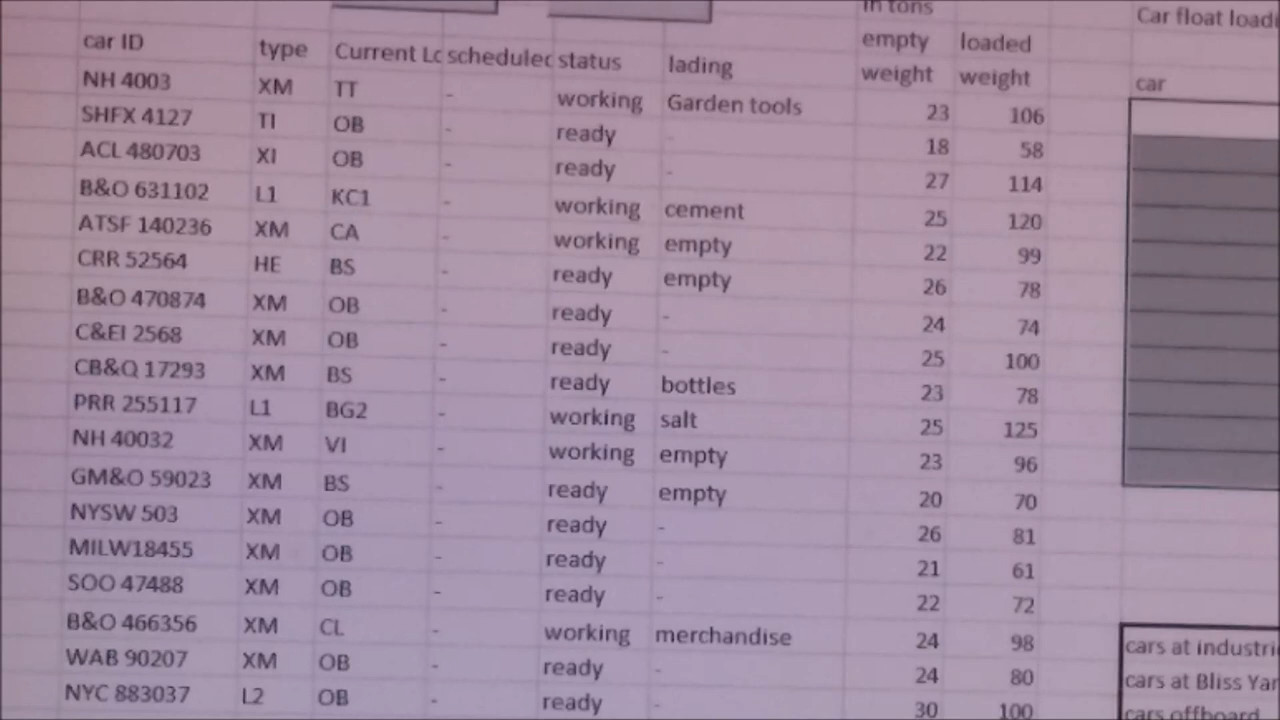 in tons
Car float loadi
car ID type Current Lc scheduled status lading empty weight loaded weight
car
NH 4003 XM TT - working Garden tools 23 106
SHFX 4127 TI OB - ready - 18 58
ACL 480703 XI OB - ready - 27 114
B&O 631102 L1 KC1 - working cement 25 120
ATSF 140236 XM CA - working empty 22 99
CRR 52564 HE BS - ready empty 26 78
B&O 470874 XM OB - ready - 24 74
C&EI 2568 XM OB - ready - 25 100
CB&Q 17293 XM BS - ready bottles 23 78
PRR 255117 L1 BG2 - working salt 25 125
NH 40032 XM VI - working empty 23 96
GM&O 59023 XM BS - ready empty 20 70
NYSW 503 XM OB - ready - 26 81
MILW18455 XM OB - ready - 21 61
SOO 47488 XM OB - ready - 22 72
B&O 466356 XM CL - working merchandise 24 98
cars at industri
WAB 90207 XM OB - ready - 24 80
cars at Bliss Yar
NYC 883037 L2 OB - ready - 30 100
cars offboard